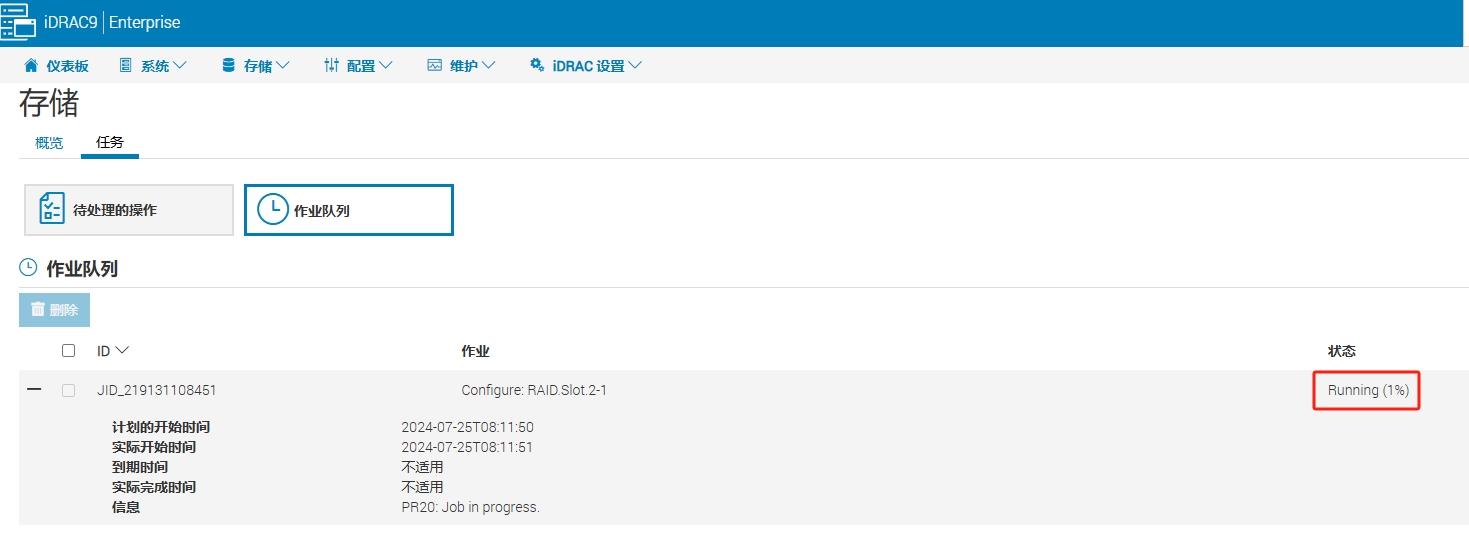 iDRAC9 | Enterprise
仪表板 系统 存储 配置 维护 iDRAC 设置
存储
概览 任务
待处理的操作 作业队列
作业队列
删除
ID 作业 状态
JID_219131108451 Configure: RAID.Slot.2-1 Running (1%)
计划的开始时间 2024-07-25T08:11:50
实际开始时间 2024-07-25T08:11:51
到期时间 不适用
实际完成时间 不适用
信息 PR20: Job in progress.